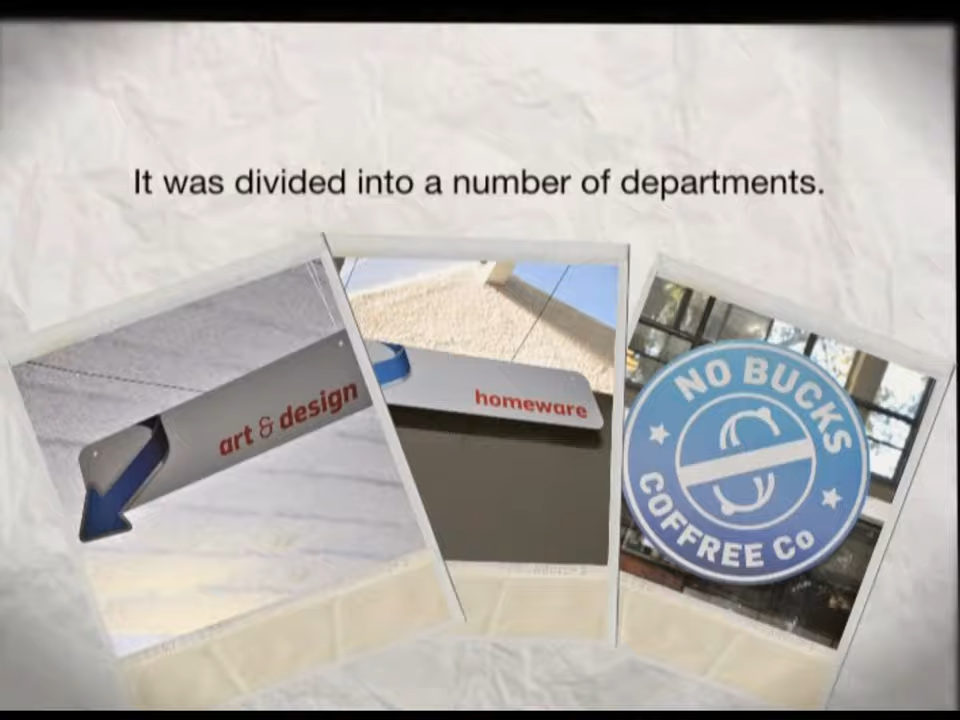 It was divided into a number of departments.
art & design
homeware
NO BUCKS
COFFREE Co